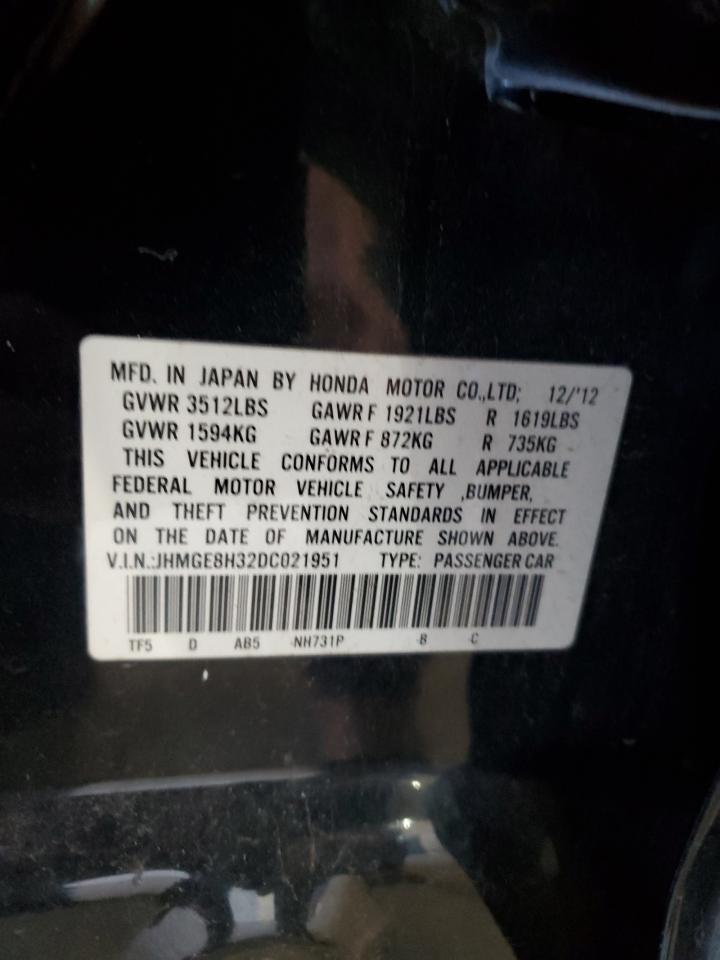 MFD. IN JAPAN BY HONDA MOTOR CO.,LTD; 12/'12
GVWR 3512LBS GAWR F 1921LBS R 1619LBS
GVWR 1594KG GAWR F 872KG R 735KG
THIS VEHICLE CONFORMS TO ALL APPLICABLE
FEDERAL MOTOR VEHICLE SAFETY ,BUMPER,
AND THEFT PREVENTION STANDARDS IN EFFECT
ON THE DATE OF MANUFACTURE SHOWN ABOVE.
V.I.N.:JHMGE8H32DC021951 TYPE: PASSENGER CAR
TF5 D AB5 -NH731P -B -C